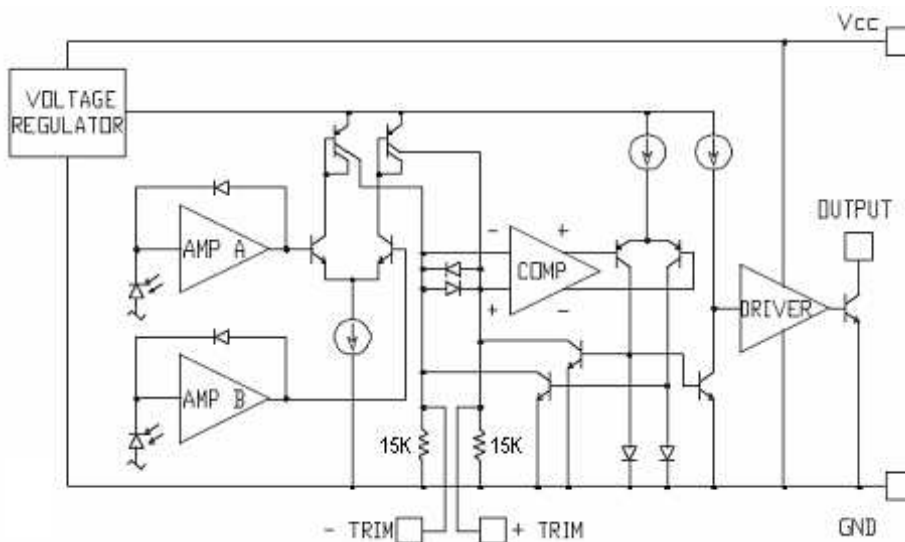 Vcc
VOLTAGE
REGULATOR
OUTPUT
AMP A
- +
COMP
+ -
DRIVER
AMP B
15K 15K
- TRIM + TRIM
GND